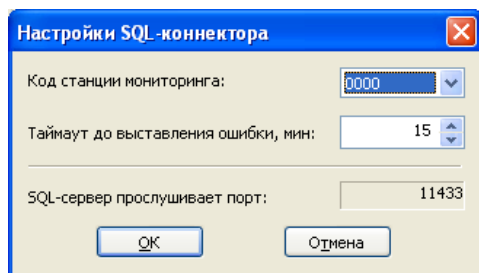 Настройки SQL-коннектора
Код станции мониторинга: 0000
Таймаут до выставления ошибки, мин: 15
SQL-сервер прослушивает порт: 11433
OK Отмена